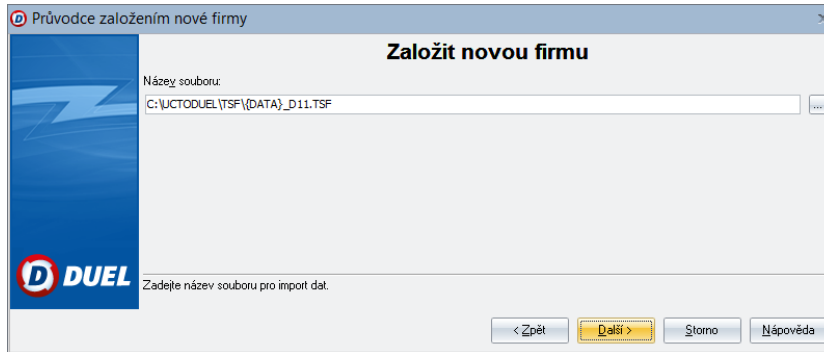 Průvodce založením nové firmy
Založit novou firmu
Název souboru:
C:\UCTODUEL\TSF\{DATA}_D11.TSF
...
DUEL
Zadejte název souboru pro import dat.
< Zpět
Další >
Storno
Nápověda